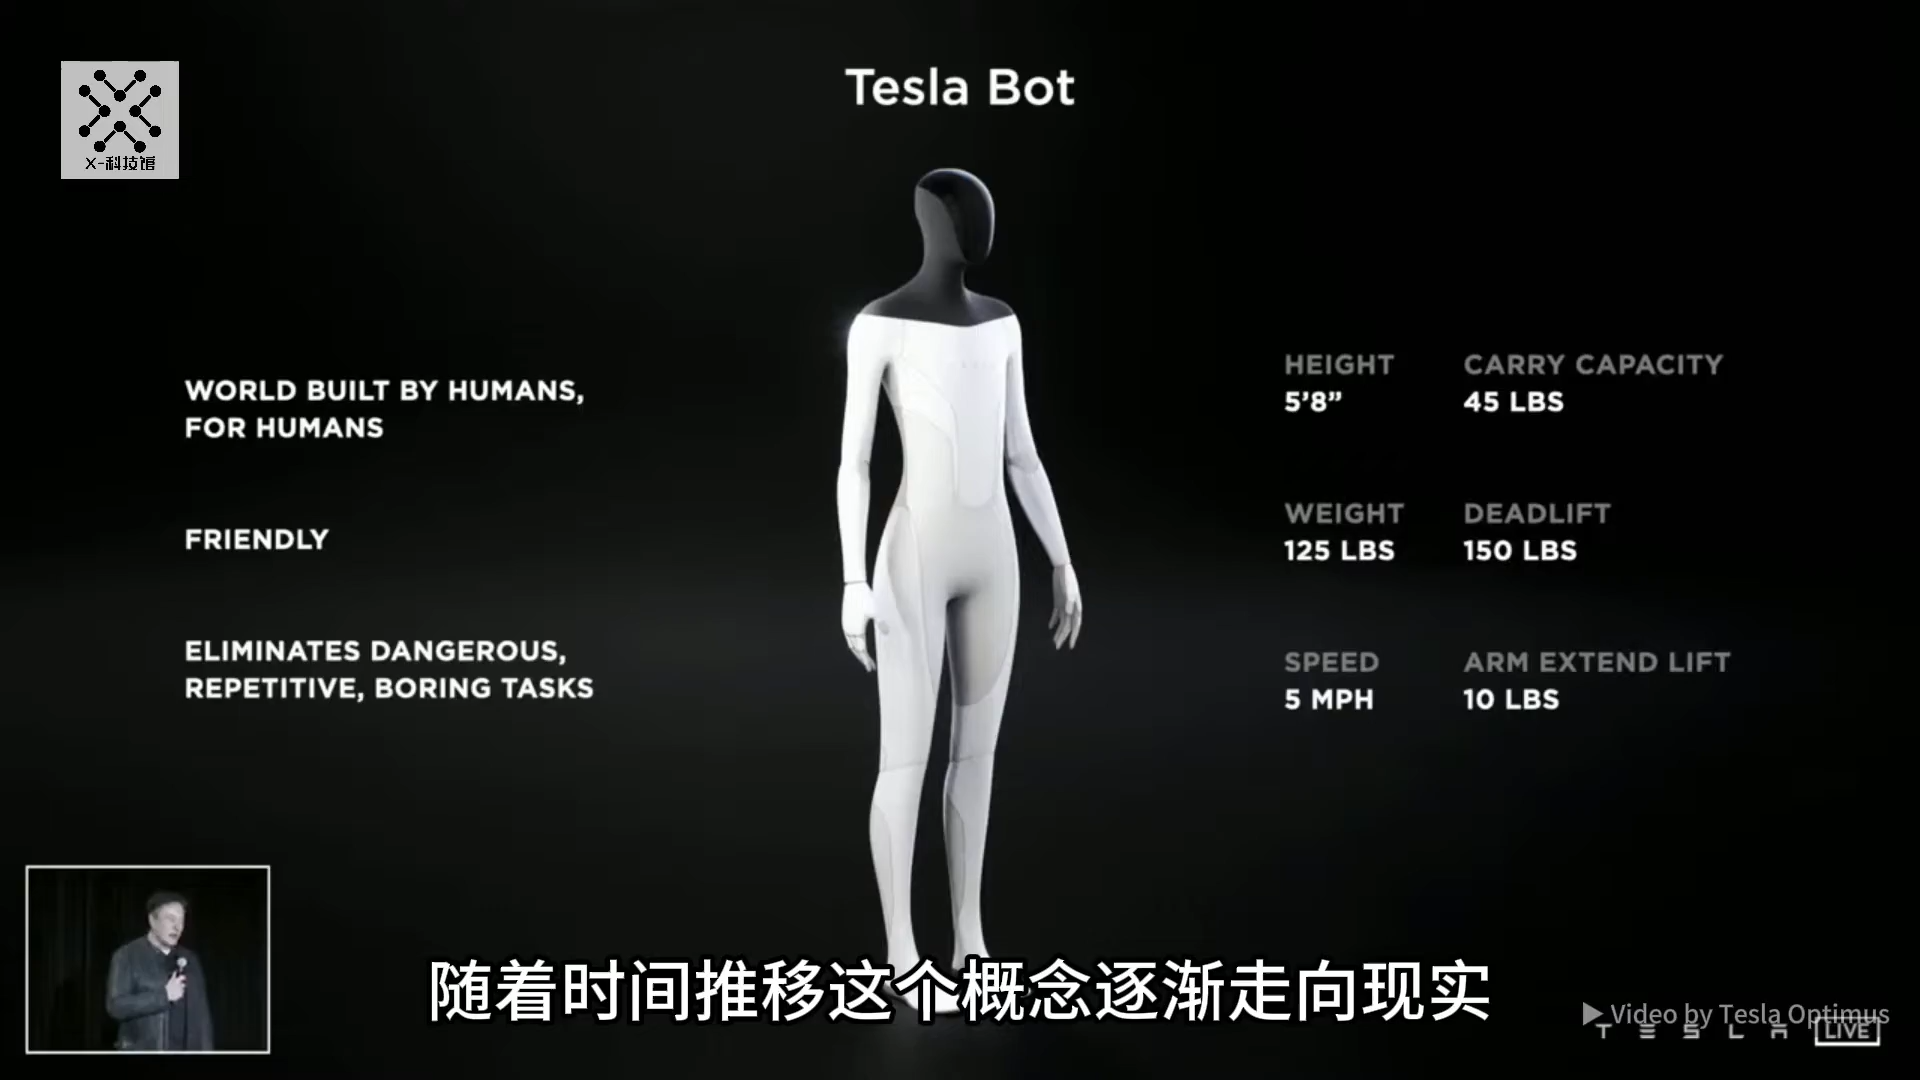 Tesla Bot
X-科技馆
WORLD BUILT BY HUMANS,
FOR HUMANS
FRIENDLY
ELIMINATES DANGEROUS,
REPETITIVE, BORING TASKS
HEIGHT
5’8”
CARRY CAPACITY
45 LBS
WEIGHT
125 LBS
DEADLIFT
150 LBS
SPEED
5 MPH
ARM EXTEND LIFT
10 LBS
随着时间推移这个概念逐渐走向现实
Video by Tesla Optimus
TESLA LIVE